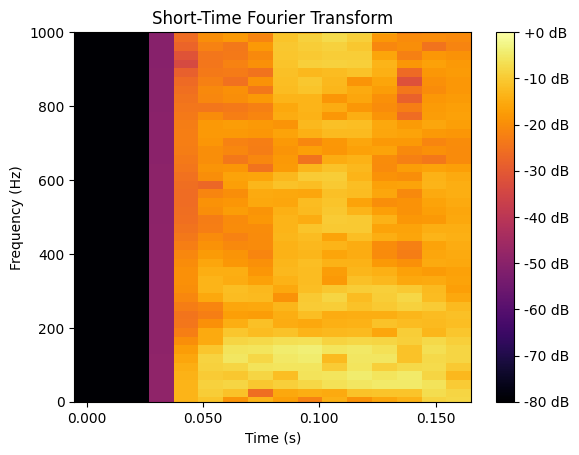 Short-Time Fourier Transform
1000
800
600
400
200
0
Frequency (Hz)
0.000
0.050
0.100
0.150
Time (s)
+0 dB
-10 dB
-20 dB
-30 dB
-40 dB
-50 dB
-60 dB
-70 dB
-80 dB